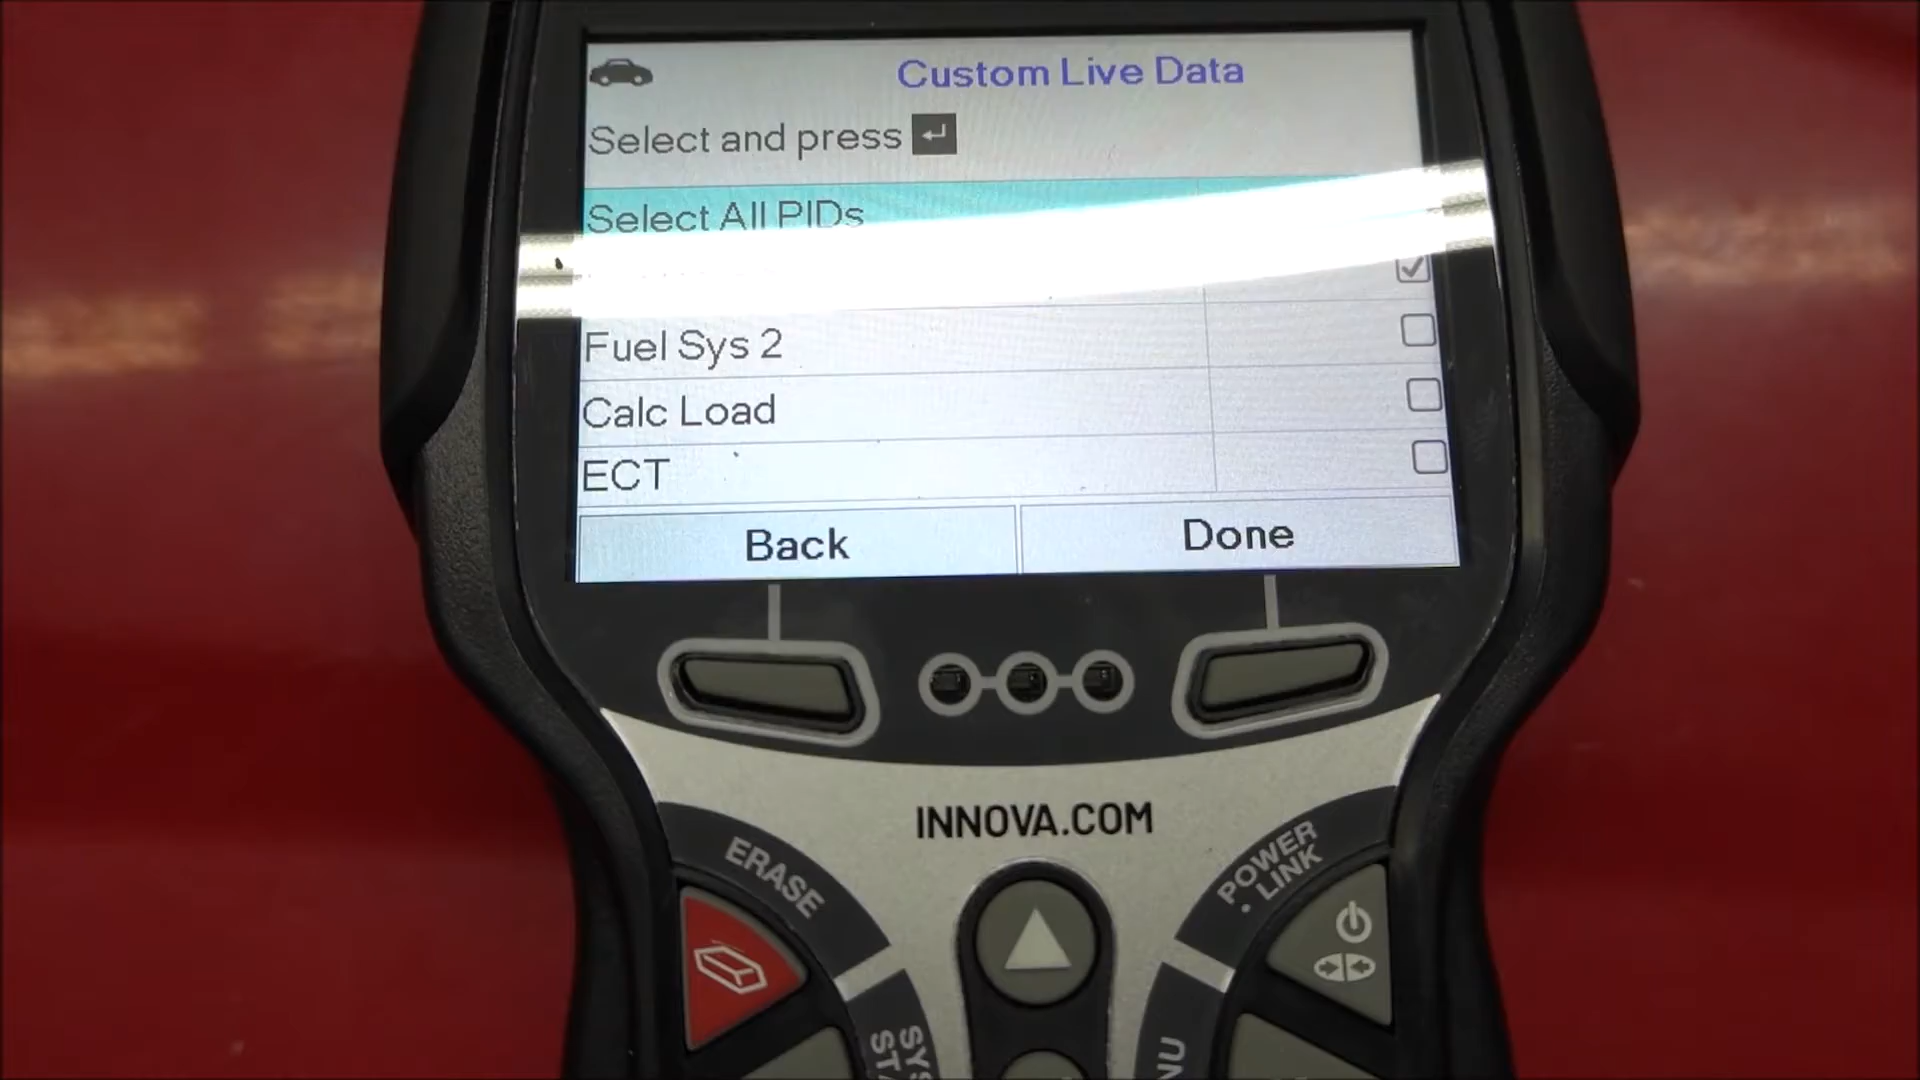 Custom Live Data
Select and press
Select All PIDs
Fuel Sys 2
Calc Load
ECT
Back
Done
INNOVA.COM
ERASE
POWER
• LINK